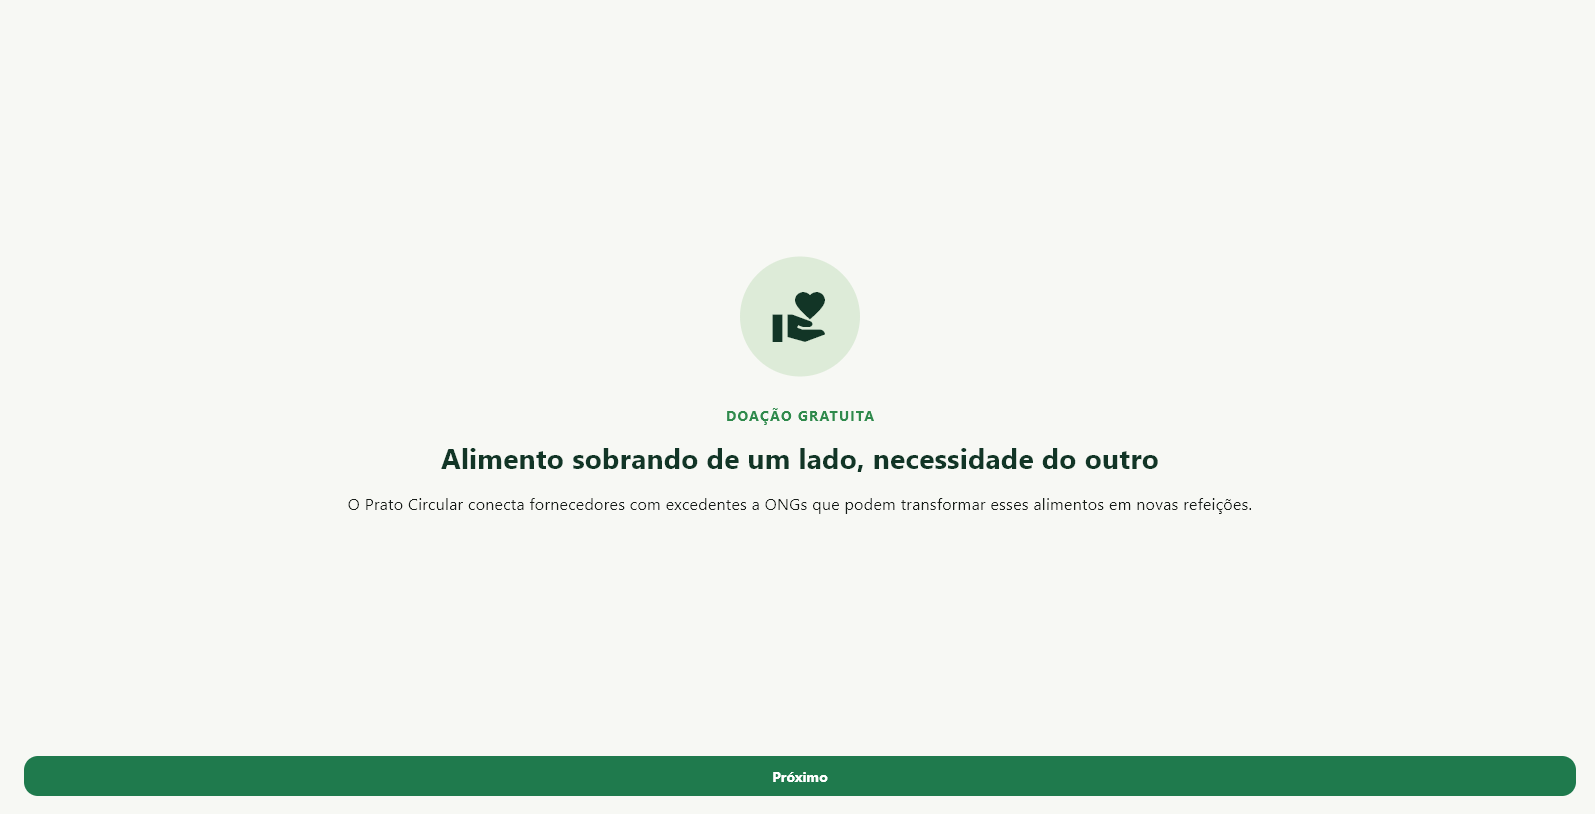 DOAÇÃO GRATUITA
Alimento sobrando de um lado, necessidade do outro
O Prato Circular conecta fornecedores com excedentes a ONGs que podem transformar esses alimentos em novas refeições.
Próximo